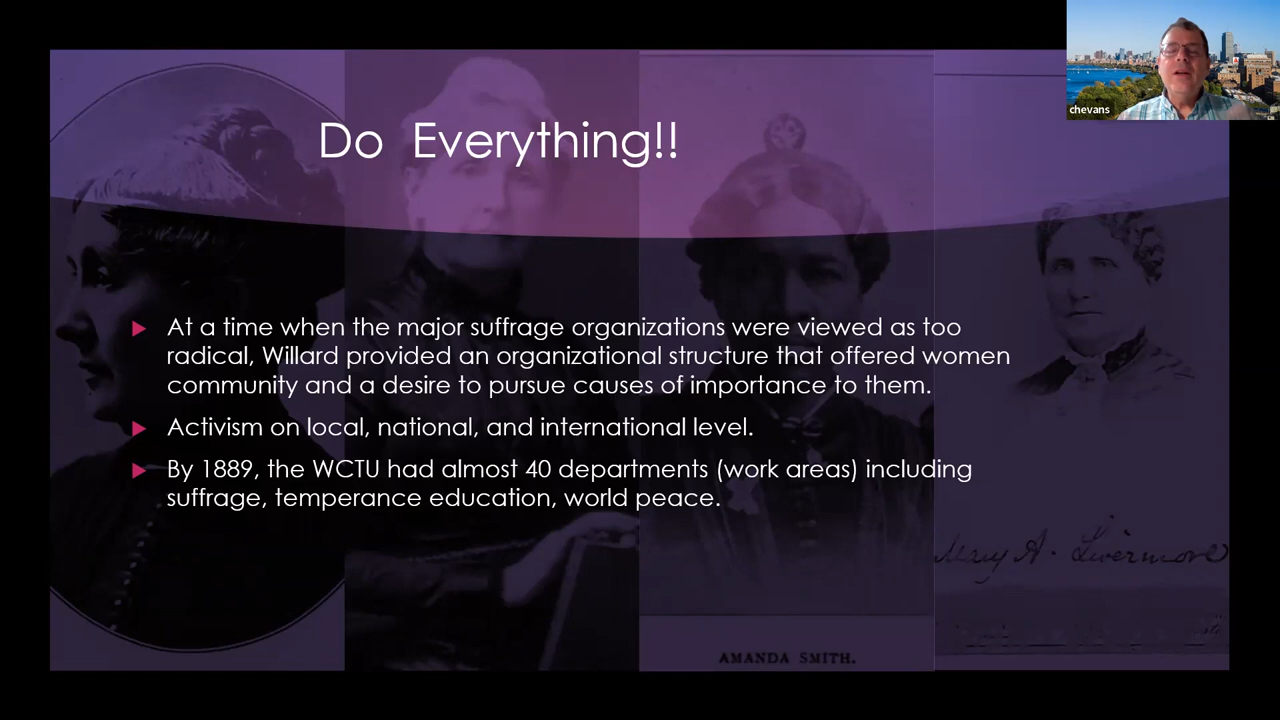 chevans
Do Everything!!
At a time when the major suffrage organizations were viewed as too
radical, Willard provided an organizational structure that offered women
community and a desire to pursue causes of importance to them.
Activism on local, national, and international level.
By 1889, the WCTU had almost 40 departments (work areas) including
suffrage, temperance education, world peace.
Mary A. Livermore
AMANDA SMITH.